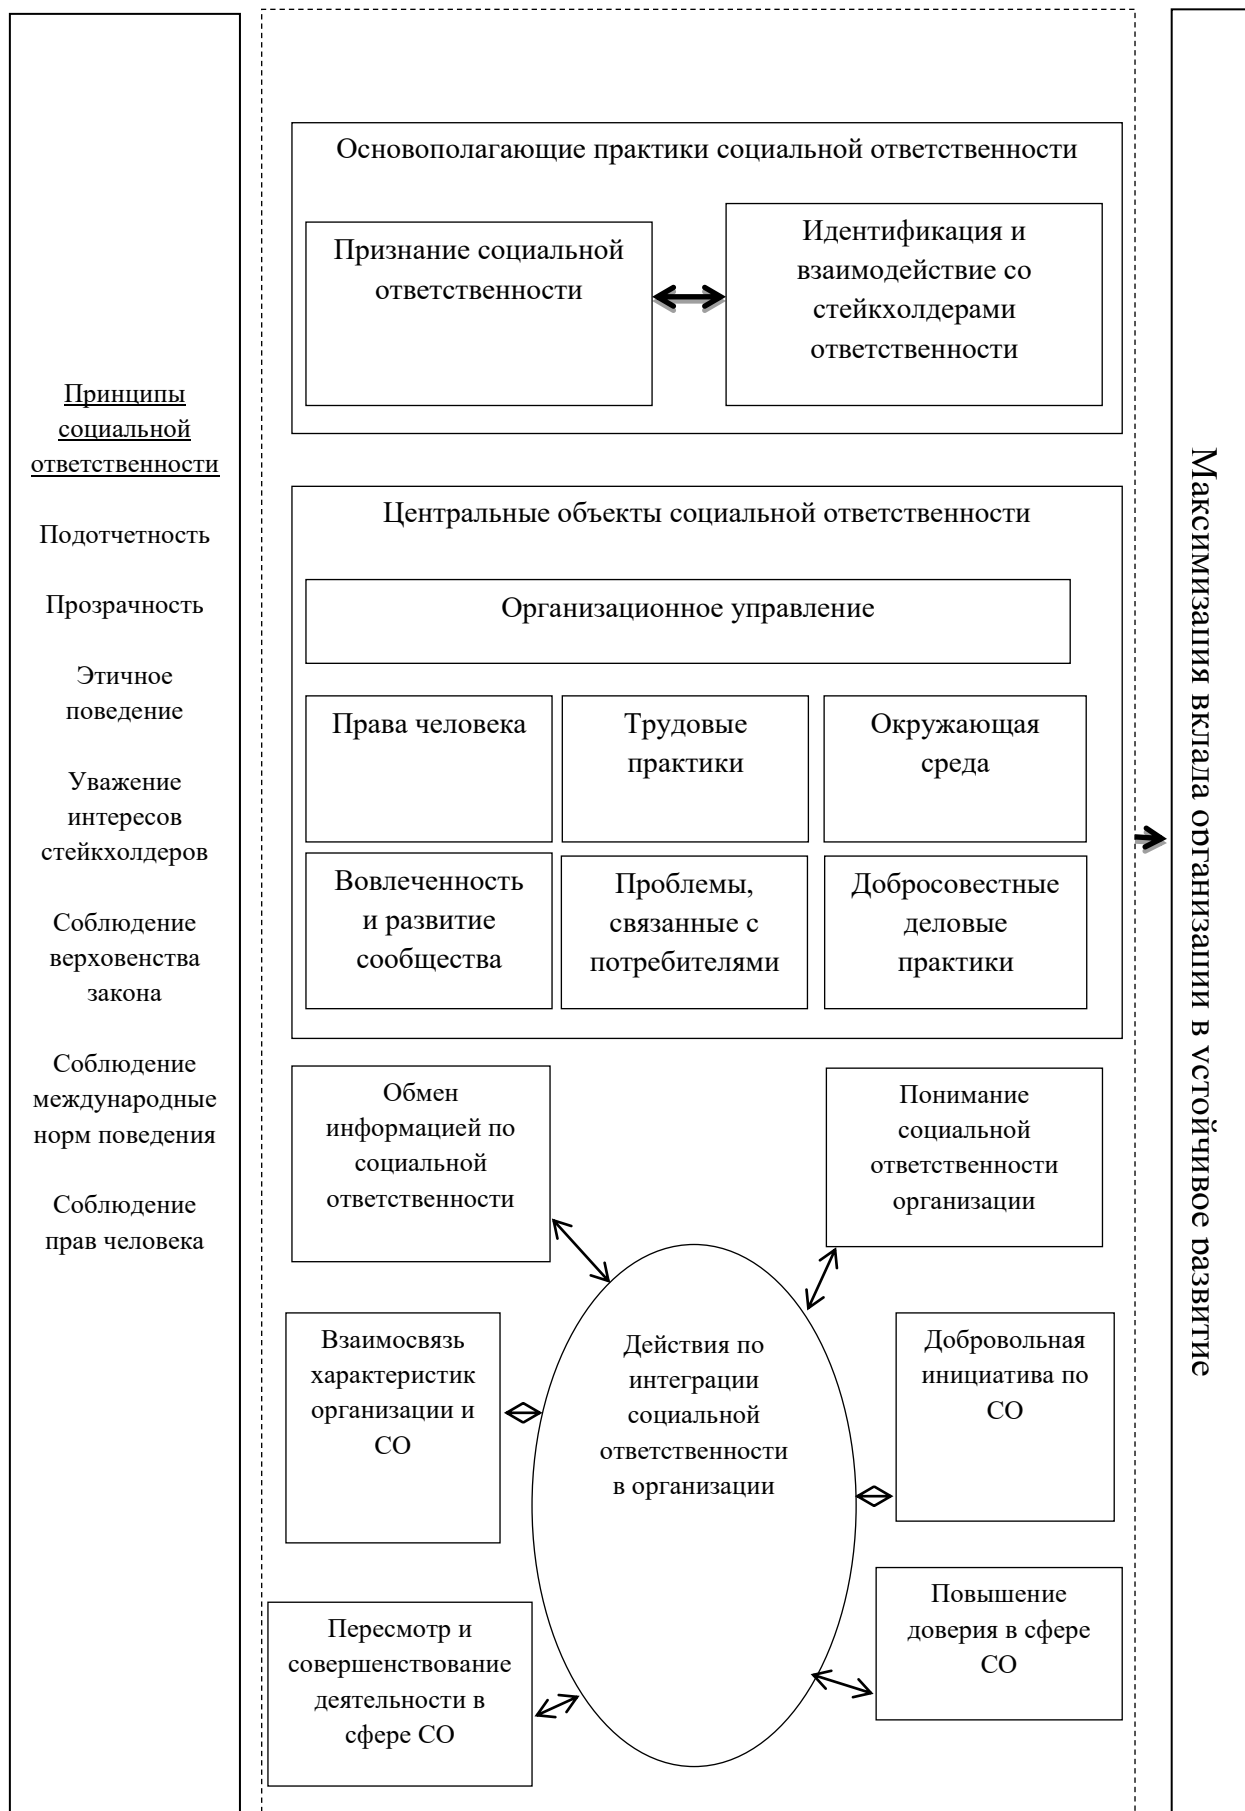 Принципы
социальной
ответственности
Подотчетность
Прозрачность
Этичное
поведение
Уважение
интересов
стейкхолдеров
Соблюдение
верховенства
закона
Соблюдение
международные
норм поведения
Соблюдение
прав человека
Основополагающие практики социальной ответственности
Признание социальной
ответственности
Идентификация и
взаимодействие со
стейкхолдерами
ответственности
Центральные объекты социальной ответственности
Организационное управление
Права человека
Трудовые
практики
Окружающая
среда
Вовлеченность
и развитие
сообщества
Проблемы,
связанные с
потребителями
Добросовестные
деловые
практики
Обмен
информацией по
социальной
ответственности
Понимание
социальной
ответственности
организации
Взаимосвязь
характеристик
организации и
СО
Действия по
интеграции
социальной
ответственности
в организации
Добровольная
инициатива по
СО
Пересмотр и
совершенствование
деятельности в
сфере СО
Повышение
доверия в сфере
СО
Максимизация вклада организации в устойчивое развитие